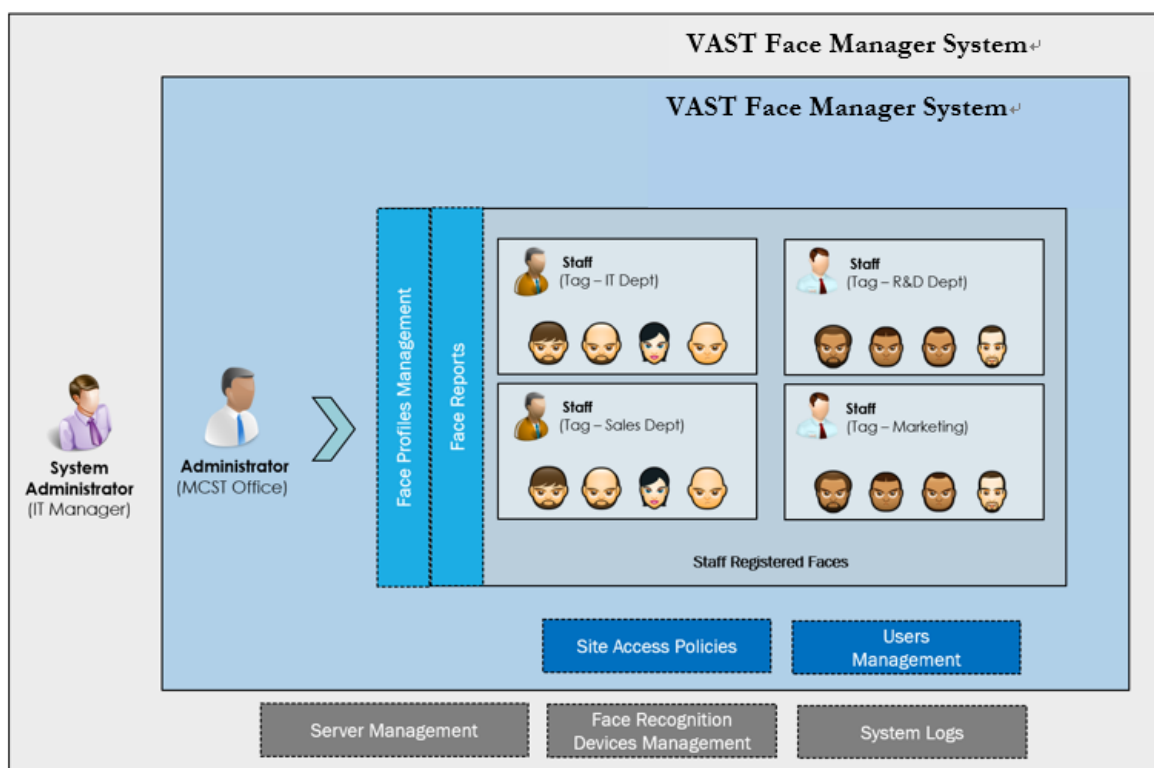 VAST Face Manager System↵
VAST Face Manager System↵
Face Profiles Management
Face Reports
Staff
(Tag – IT Dept)
Staff
(Tag – R&D Dept)
Staff
(Tag – Sales Dept)
Staff
(Tag – Marketing)
Staff Registered Faces
System
Administrator
(IT Manager)
Administrator
(MCST Office)
Site Access Policies
Users
Management
Server Management
Face Recognition
Devices Management
System Logs